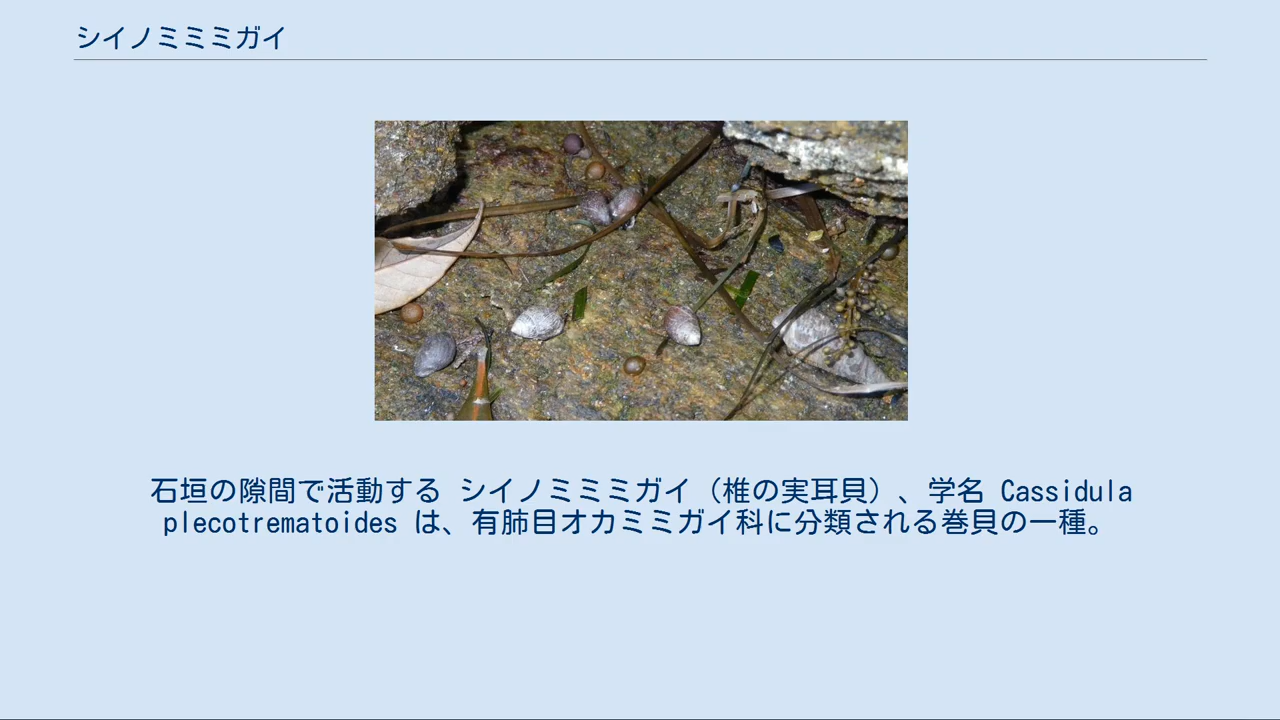 シイノミミミガイ
石垣の隙間で活動する シイノミミミガイ（椎の実耳貝）、学名 Cassidula
plecotrematoides は、有肺目オカミミガイ科に分類される巻貝の一種。